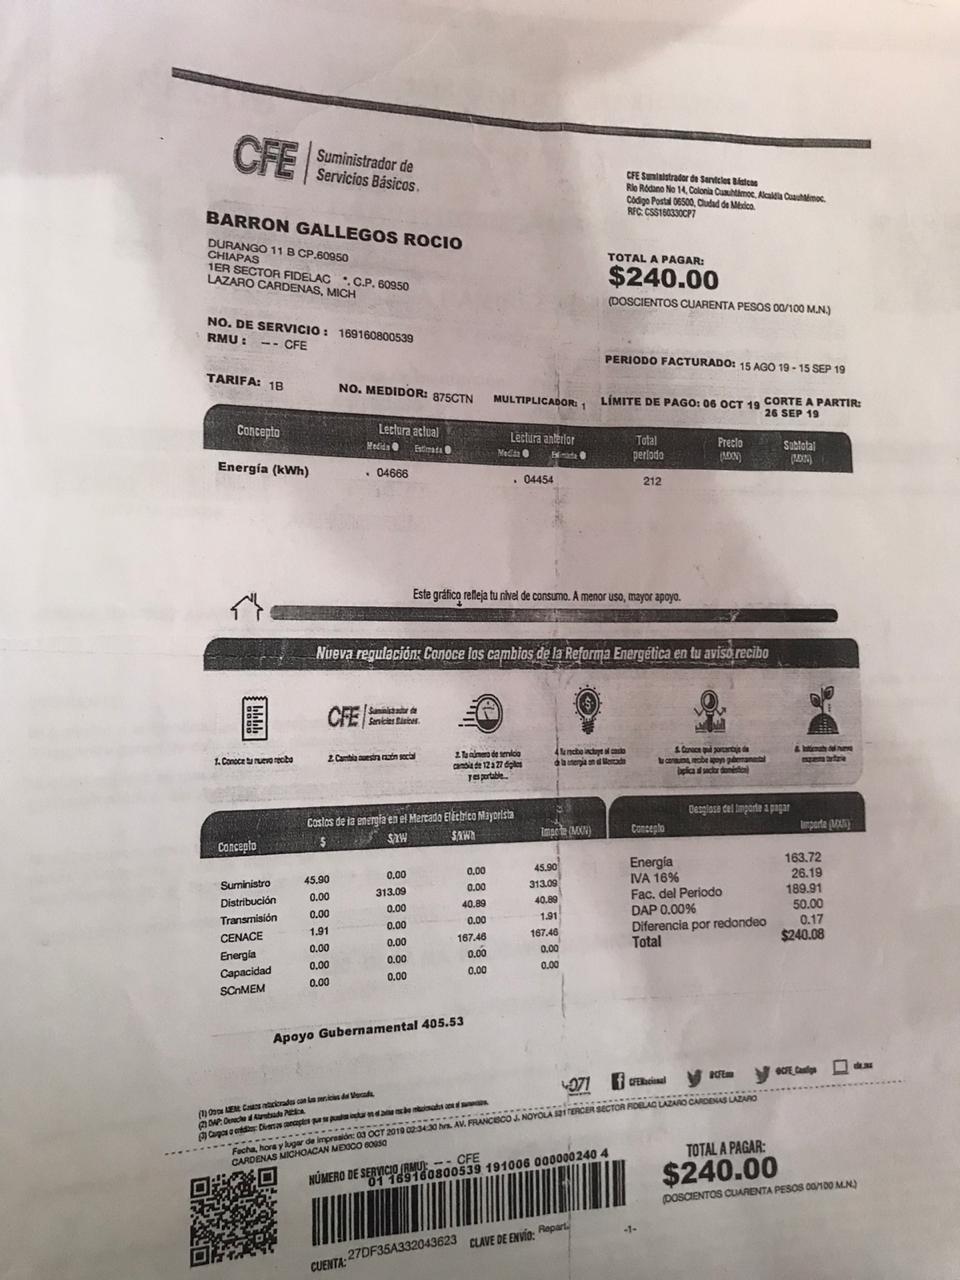 CFE Suministrador de
Servicios Básicos.
CFE Suministrador de Servicios Básicos
Río Ródano No 14, Colonia Cuauhtémoc, Alcaldía Cuauhtémoc.
Código Postal 06500, Ciudad de México.
RFC: CSS160330CP7
BARRON GALLEGOS ROCIO
DURANGO 11 B CP.60950
CHIAPAS
1ER SECTOR FIDELAC *. C.P. 60950
LAZARO CARDENAS, MICH
TOTAL A PAGAR:
$240.00
(DOSCIENTOS CUARENTA PESOS 00/100 M.N.)
NO. DE SERVICIO : 169160800539
RMU : -- CFE
PERIODO FACTURADO: 15 AGO 19 - 15 SEP 19
TARIFA: 1B NO. MEDIDOR: 875CTN MULTIPLICADOR: 1 LÍMITE DE PAGO: 06 OCT 19 CORTE A PARTIR:
26 SEP 19
Concepto Lectura actual Lectura anterior Total periodo Precio (MXN) Subtotal (MXN)
Medida Estimada Medida Estimada
Energía (kWh) . 04666 . 04454 212
Este gráfico refleja tu nivel de consumo. A menor uso, mayor apoyo.
Nueva regulación: Conoce los cambios de la Reforma Energética en tu aviso recibo
CFE Suministrador de
Servicios Básicos.
1. Conoce tu nuevo recibo
2. Cambia nuestra razón social
3. Tu número de servicio
cambia de 12 a 27 dígitos
y es portable...
4 Tu recibo incluye el costo
de la energía en el Mercado
5. Conoce qué porcentaje de
tu consumo, recibe apoyo gubernamental
(aplica al sector doméstico)
6. Infórmate del nuevo
esquema tarifario
Costos de la energía en el Mercado Eléctrico Mayorista
Concepto $ $/kW $/kWh Importe (MXN)
Suministro 45.90 0.00 0.00 45.90
Distribución 0.00 313.09 0.00 313.09
Transmisión 0.00 0.00 40.89 40.89
CENACE 1.91 0.00 0.00 1.91
Energía 0.00 0.00 167.46 167.46
Capacidad 0.00 0.00 0.00 0.00
SCnMEM 0.00 0.00 0.00 0.00
Desglose del importe a pagar
Concepto Importe (MXN)
Energía 163.72
IVA 16% 26.19
Fac. del Periodo 189.91
DAP 0.00% 50.00
Diferencia por redondeo 0.17
Total $240.08
Apoyo Gubernamental 405.53
071 CFENacional @CFEmx @CFE_Contigo cfe.mx
(1) Otros MEM: Costos relacionados con los servicios del Mercado.
(2) DAP: Derecho al Alumbrado Público.
(3) Cargos o créditos: Diversos conceptos que se pueden incluir en el aviso recibo relacionados con el suministro.
Fecha, hora y lugar de impresión: 03 OCT 2019 02:34:30 hrs. AV. FRANCISCO J. NOYOLA 521 TERCER SECTOR FIDELAC LAZARO CARDENAS LAZARO
CARDENAS MICHOACAN MEXICO 60950
NÚMERO DE SERVICIO (RMU): -- CFE
01 169160800539 191006 000000240 4
TOTAL A PAGAR:
$240.00
(DOSCIENTOS CUARENTA PESOS 00/100 M.N.)
CUENTA: 27DF35A332043623 CLAVE DE ENVÍO: Repart. -1-